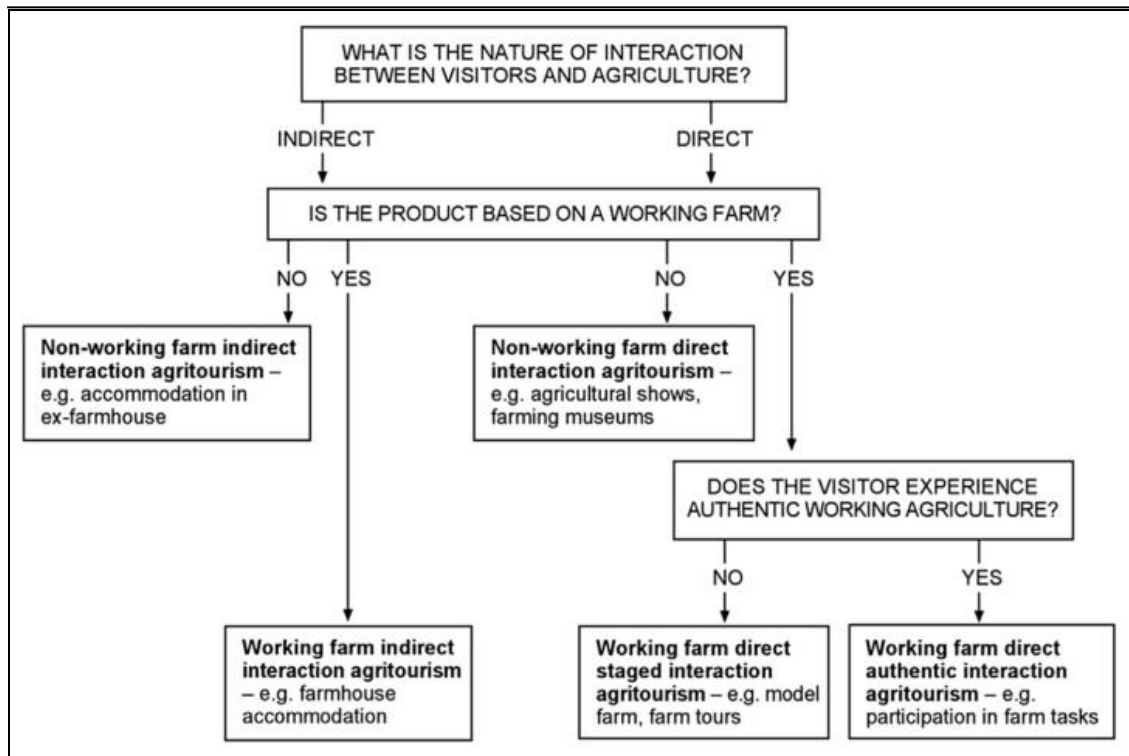 WHAT IS THE NATURE OF INTERACTION
BETWEEN VISITORS AND AGRICULTURE?
INDIRECT
DIRECT
IS THE PRODUCT BASED ON A WORKING FARM?
NO
YES
NO
YES
Non-working farm indirect
interaction agritourism –
e.g. accommodation in
ex-farmhouse
Non-working farm direct
interaction agritourism –
e.g. agricultural shows,
farming museums
DOES THE VISITOR EXPERIENCE
AUTHENTIC WORKING AGRICULTURE?
NO
YES
Working farm indirect
interaction agritourism
– e.g. farmhouse
accommodation
Working farm direct
staged interaction
agritourism – e.g. model
farm, farm tours
Working farm direct
authentic interaction
agritourism – e.g.
participation in farm tasks